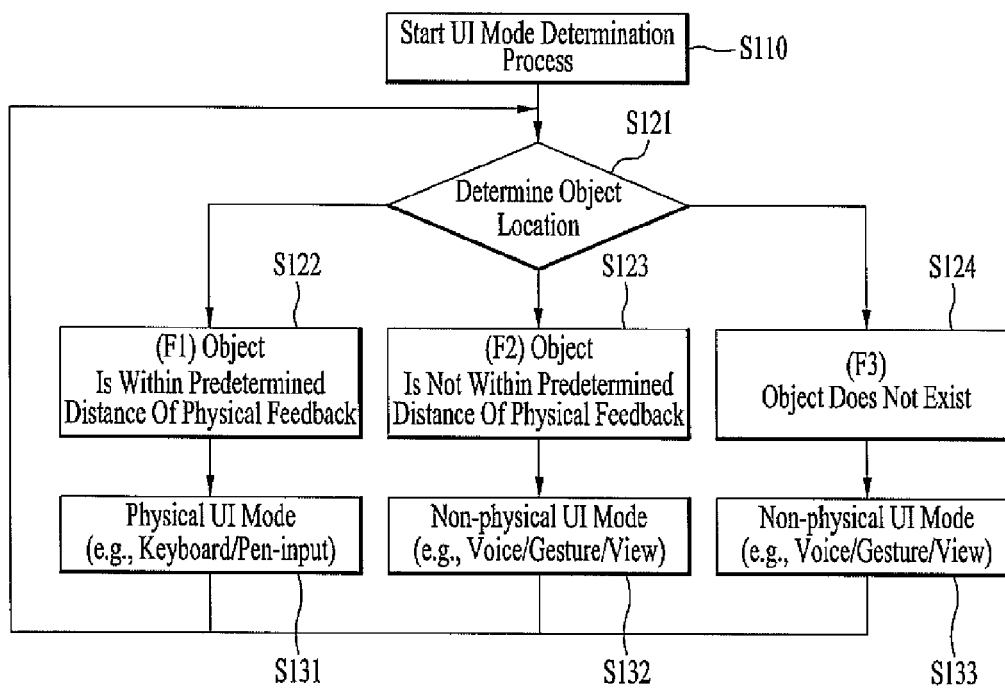 Start UI Mode Determination
Process
S110
S121
Determine Object
Location
S122
S123
S124
(F1) Object
Is Within Predetermined
Distance Of Physical Feedback
(F2) Object
Is Not Within Predetermined
Distance Of Physical Feedback
(F3)
Object Does Not Exist
Physical UI Mode
(e.g., Keyboard/Pen-input)
Non-physical UI Mode
(e.g., Voice/Gesture/View)
Non-physical UI Mode
(e.g., Voice/Gesture/View)
S131
S132
S133